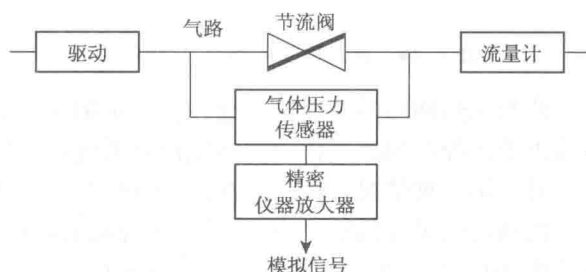 气路
节流阀
驱动
流量计
气体压力
传感器
精密
仪器放大器
模拟信号